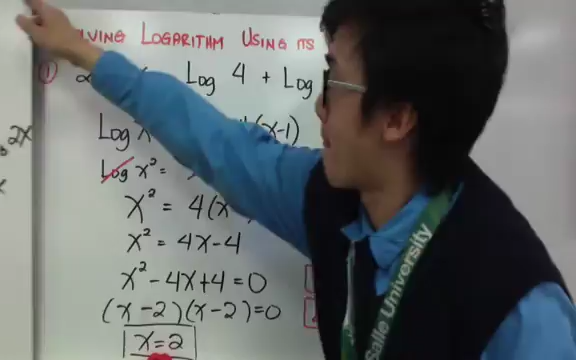 LVING LOGARITHM USING ITS
① Log 4 + Log
Log x (x-1)
Log x² =
x² = 4(x
x² = 4x-4
x² - 4x+4 = 0
(x-2)(x-2)=0
x=2
2x
Salle University